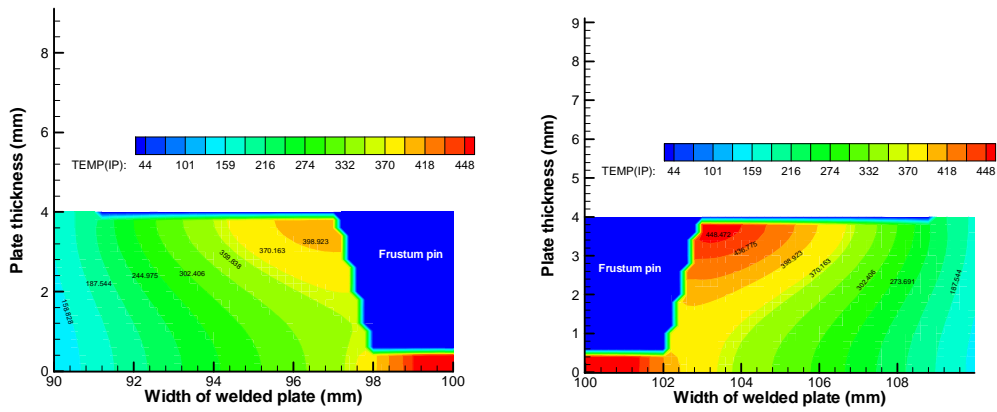 8
6
4
2
0
Plate thickness (mm)
TEMP(IP): 44 101 159 216 274 332 370 418 448
398.923
370.163
359.838
302.406
244.975
187.544
158.828
Frustum pin
90 92 94 96 98 100
Width of welded plate (mm)
9
8
7
6
5
4
3
2
1
0
Plate thickness (mm)
TEMP(IP): 44 101 159 216 274 332 370 418 448
448.472
436.775
398.923
370.163
302.406
273.691
187.544
Frustum pin
100 102 104 106 108
Width of welded plate (mm)